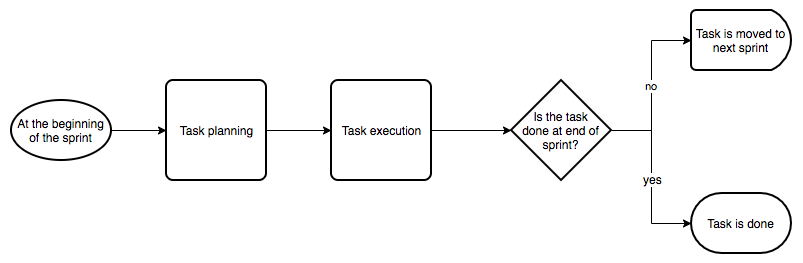 At the beginning
of the sprint
Task planning
Task execution
Is the task
done at end of
sprint?
no
Task is moved to
next sprint
yes
Task is done